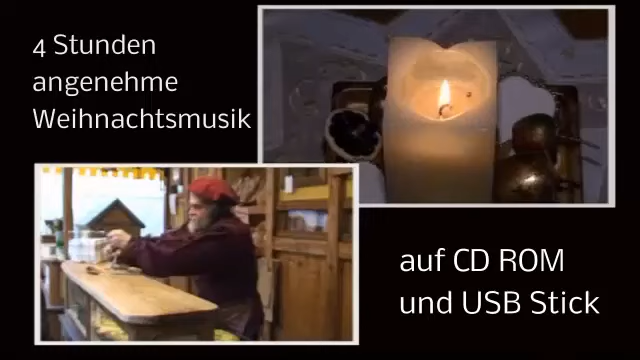 4 Stunden
angenehme
Weihnachtsmusik
auf CD ROM
und USB Stick